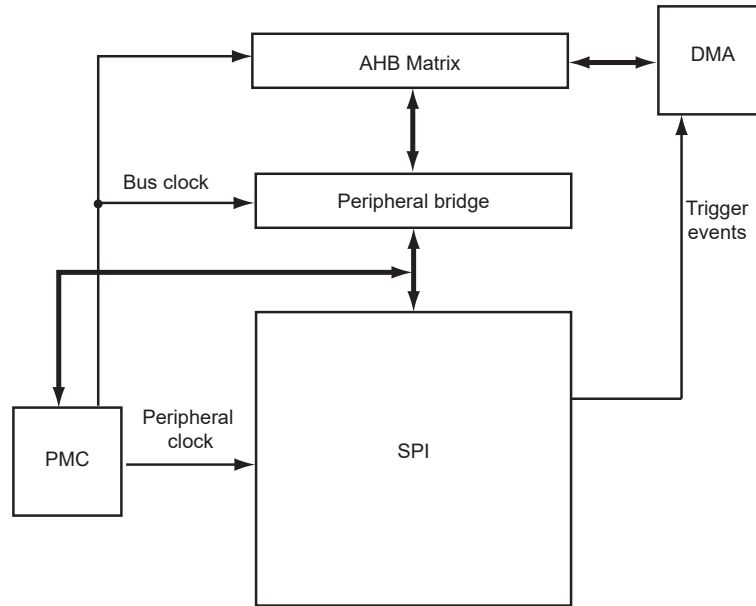 AHB Matrix
DMA
Bus clock
Peripheral bridge
Trigger
events
Peripheral
clock
PMC
SPI